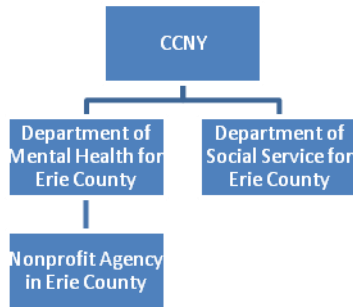 CCNY
Department of
Mental Health for
Erie County
Department of
Social Service for
Erie County
Nonprofit Agency
in Erie County